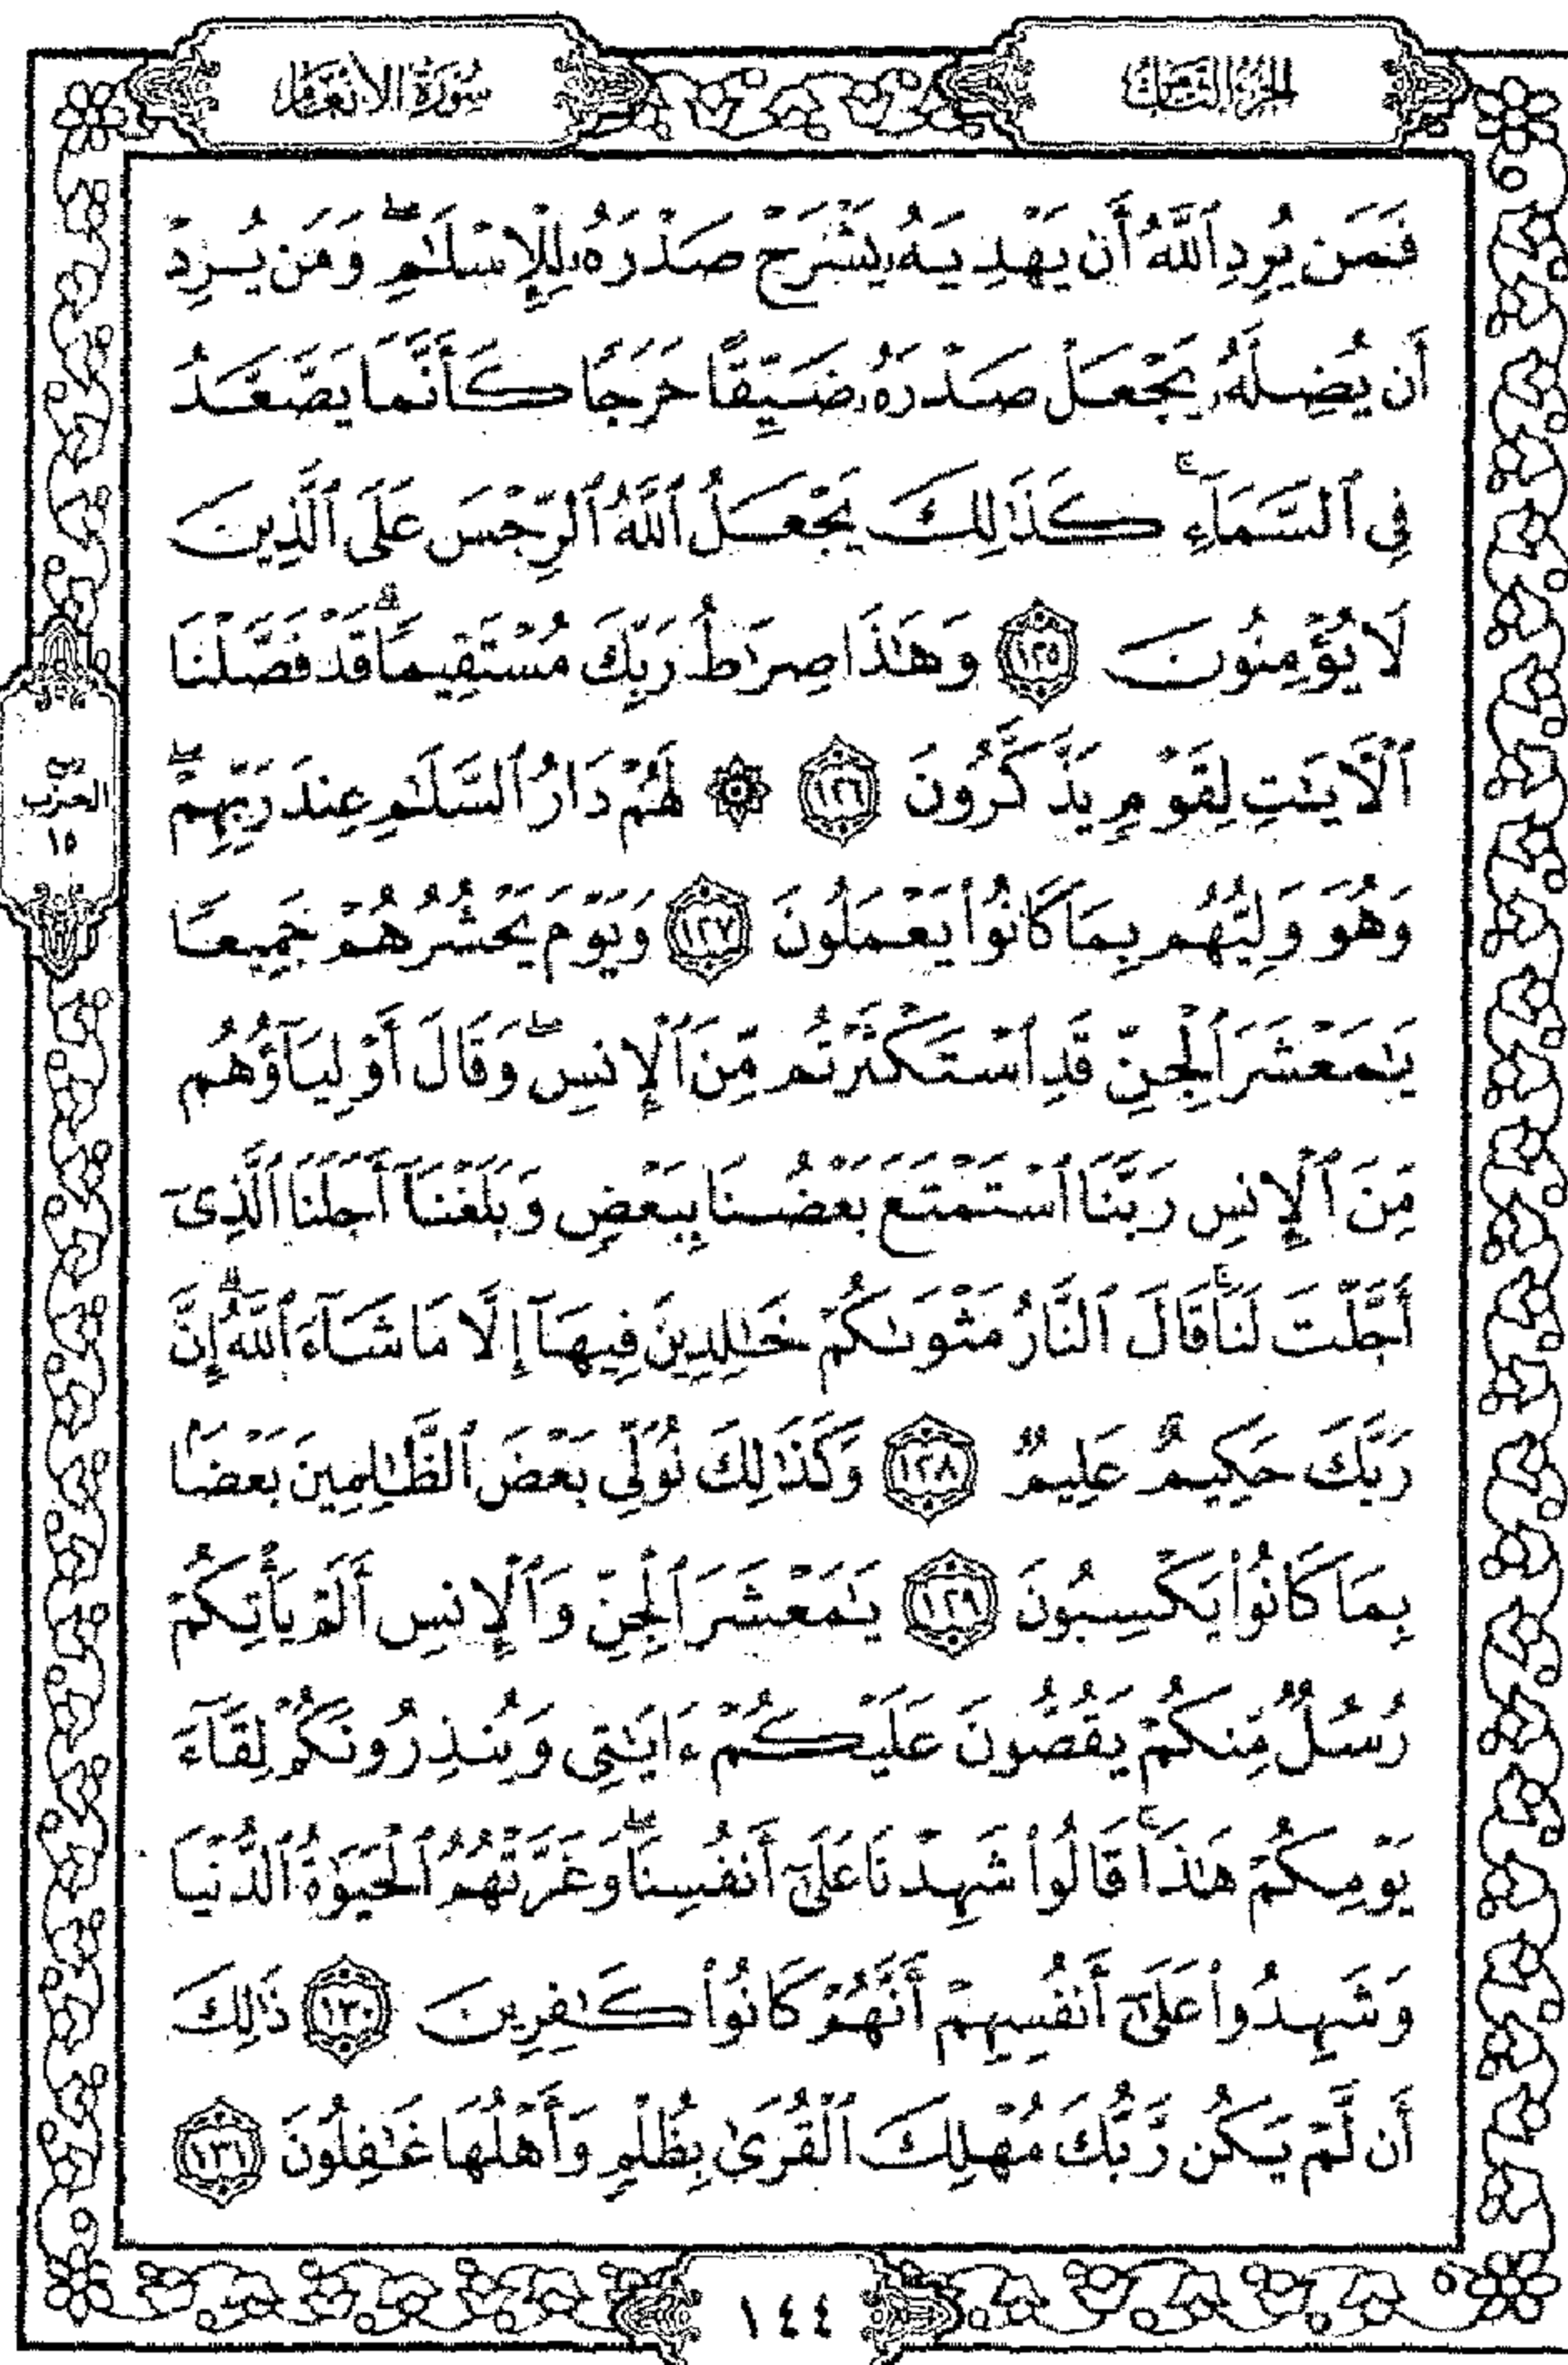 الجزء الثامن
سورة الأنعام
فَمَن يُرِدِ ٱللَّهُ أَن يَهْدِيَهُۥ يَشْرَحْ صَدْرَهُۥ لِلْإِسْلَٰمِ ۖ وَمَن يُرِدْ
أَن يُضِلَّهُۥ يَجْعَلْ صَدْرَهُۥ ضَيِّقًا حَرَجًا كَأَنَّمَا يَصَّعَّدُ
فِى ٱلسَّمَآءِ ۚ كَذَٰلِكَ يَجْعَلُ ٱللَّهُ ٱلرِّجْسَ عَلَى ٱلَّذِينَ
لَا يُؤْمِنُونَ ١٢٥ وَهَٰذَا صِرَٰطُ رَبِّكَ مُسْتَقِيمًا ۗ قَدْ فَصَّلْنَا
ٱلْءَايَٰتِ لِقَوْمٍ يَذَّكَّرُونَ ١٢٦ ۞ لَهُمْ دَارُ ٱلسَّلَٰمِ عِندَ رَبِّهِمْ ۖ
ربع
الحزب
١٥
وَهُوَ وَلِيُّهُم بِمَا كَانُوا۟ يَعْمَلُونَ ١٢٧ وَيَوْمَ يَحْشُرُهُمْ جَمِيعًا
يَٰمَعْشَرَ ٱلْجِنِّ قَدِ ٱسْتَكْثَرْتُم مِّنَ ٱلْإِنسِ ۖ وَقَالَ أَوْلِيَآؤُهُم
مِّنَ ٱلْإِنسِ رَبَّنَا ٱسْتَمْتَعَ بَعْضُنَا بِبَعْضٍ وَبَلَغْنَآ أَجَلَنَا ٱلَّذِىٓ
أَجَّلْتَ لَنَا ۚ قَالَ ٱلنَّارُ مَثْوَىٰكُمْ خَٰلِدِينَ فِيهَآ إِلَّا مَا شَآءَ ٱللَّهُ ۗ إِنَّ
رَبَّكَ حَكِيمٌ عَلِيمٌ ١٢٨ وَكَذَٰلِكَ نُوَلِّى بَعْضَ ٱلظَّٰلِمِينَ بَعْضًۢا
بِمَا كَانُوا۟ يَكْسِبُونَ ١٢٩ يَٰمَعْشَرَ ٱلْجِنِّ وَٱلْإِنسِ أَلَمْ يَأْتِكُمْ
رُسُلٌ مِّنكُمْ يَقُصُّونَ عَلَيْكُمْ ءَايَٰتِى وَيُنذِرُونَكُمْ لِقَآءَ
يَوْمِكُمْ هَٰذَا ۚ قَالُوا۟ شَهِدْنَا عَلَىٰٓ أَنفُسِنَا ۖ وَغَرَّتْهُمُ ٱلْحَيَوٰةُ ٱلدُّنْيَا
وَشَهِدُوا۟ عَلَىٰٓ أَنفُسِهِمْ أَنَّهُمْ كَانُوا۟ كَٰفِرِينَ ١٣٠ ذَٰلِكَ
أَن لَّمْ يَكُن رَّبُّكَ مُهْلِكَ ٱلْقُرَىٰ بِظُلْمٍ وَأَهْلُهَا غَٰفِلُونَ ١٣١
١٤٤